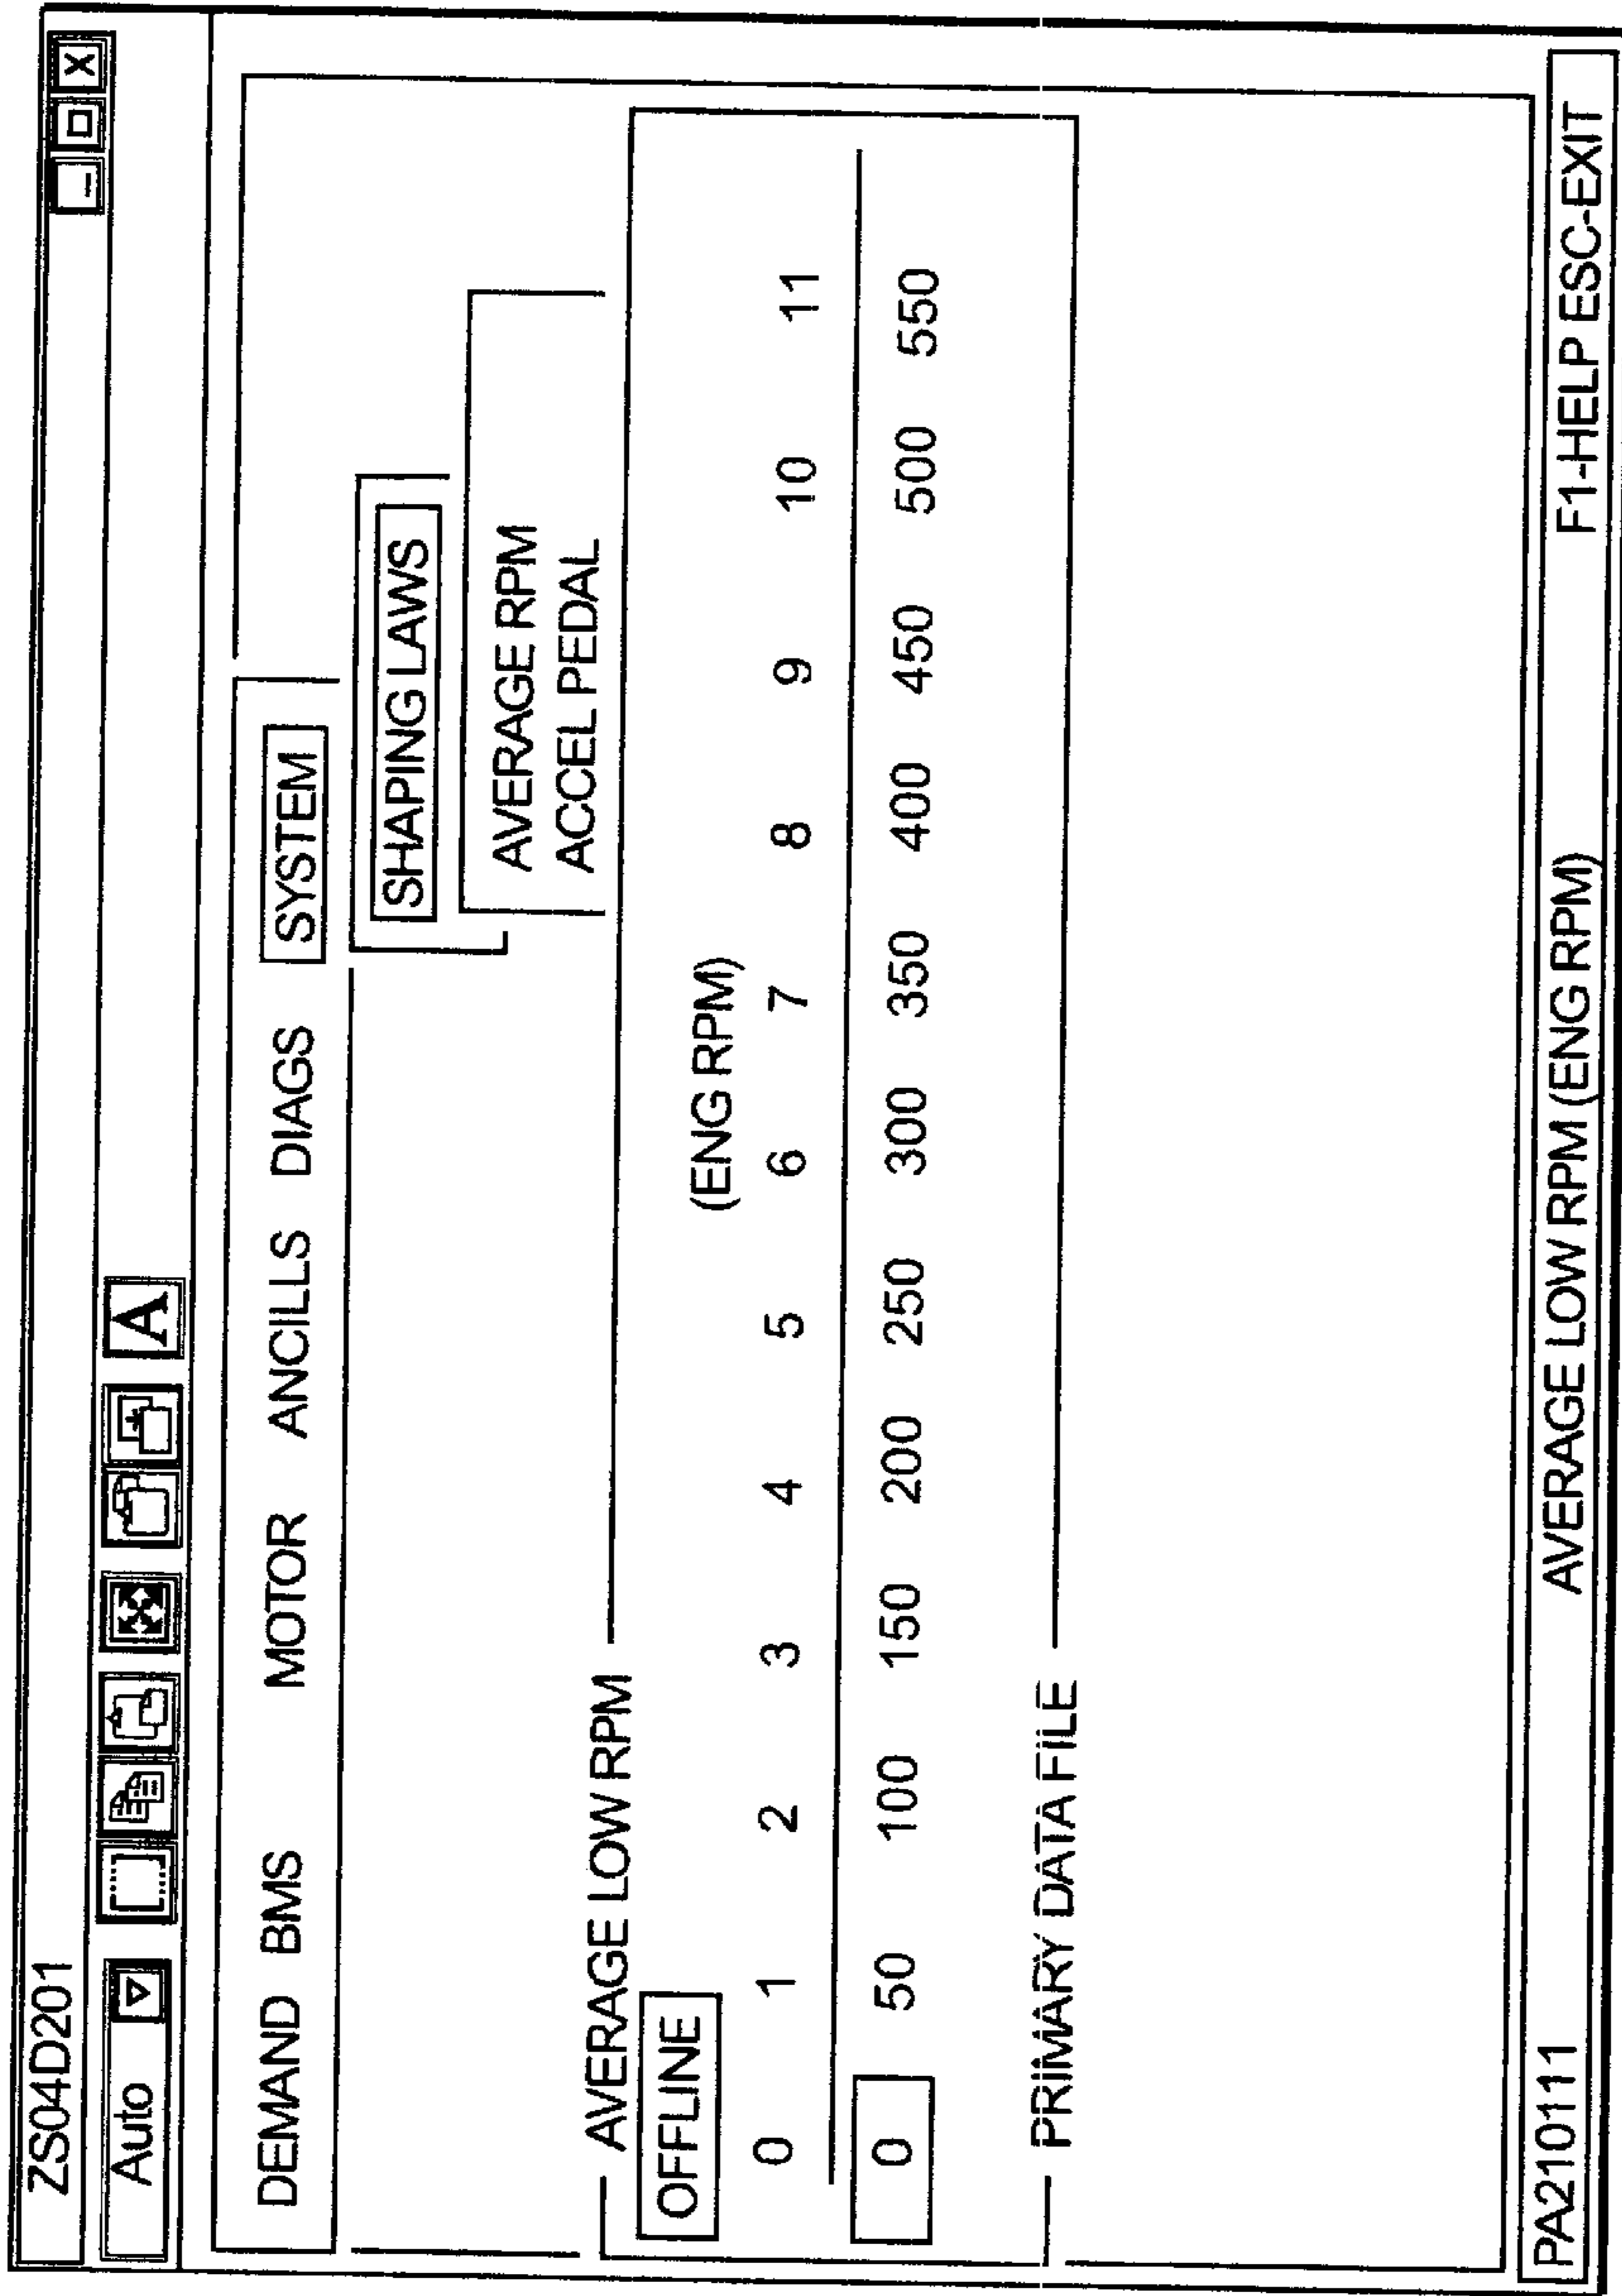 ZS04D201
Auto
A
DEMAND BMS MOTOR ANCILLS DIAGS SYSTEM
SHAPING LAWS
AVERAGE RPM
ACCEL PEDAL
AVERAGE LOW RPM
OFFLINE
(ENG RPM)
0 1 2 3 4 5 6 7 8 9 10 11
0 50 100 150 200 250 300 350 400 450 500 550
PRIMARY DATA FILE
PA210111 AVERAGE LOW RPM (ENG RPM) F1-HELP ESC-EXIT